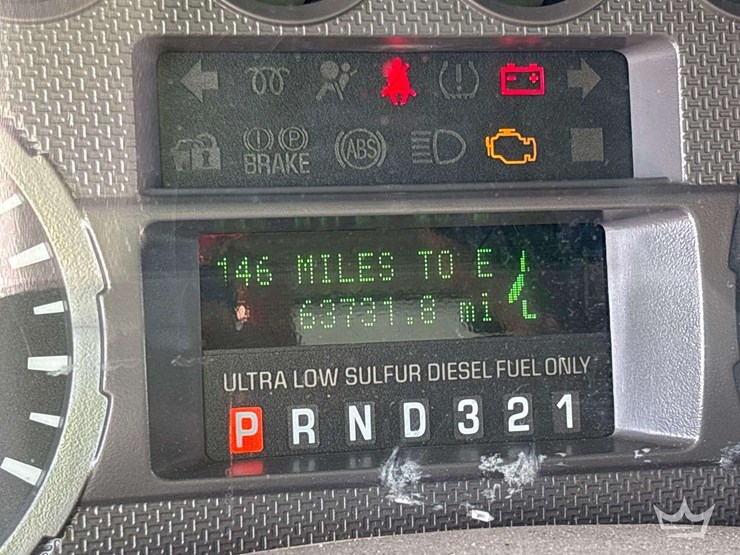 BRAKE
ABS
146 MILES TO E
63731.8 mi
ULTRA LOW SULFUR DIESEL FUEL ONLY
P R N D 3 2 1